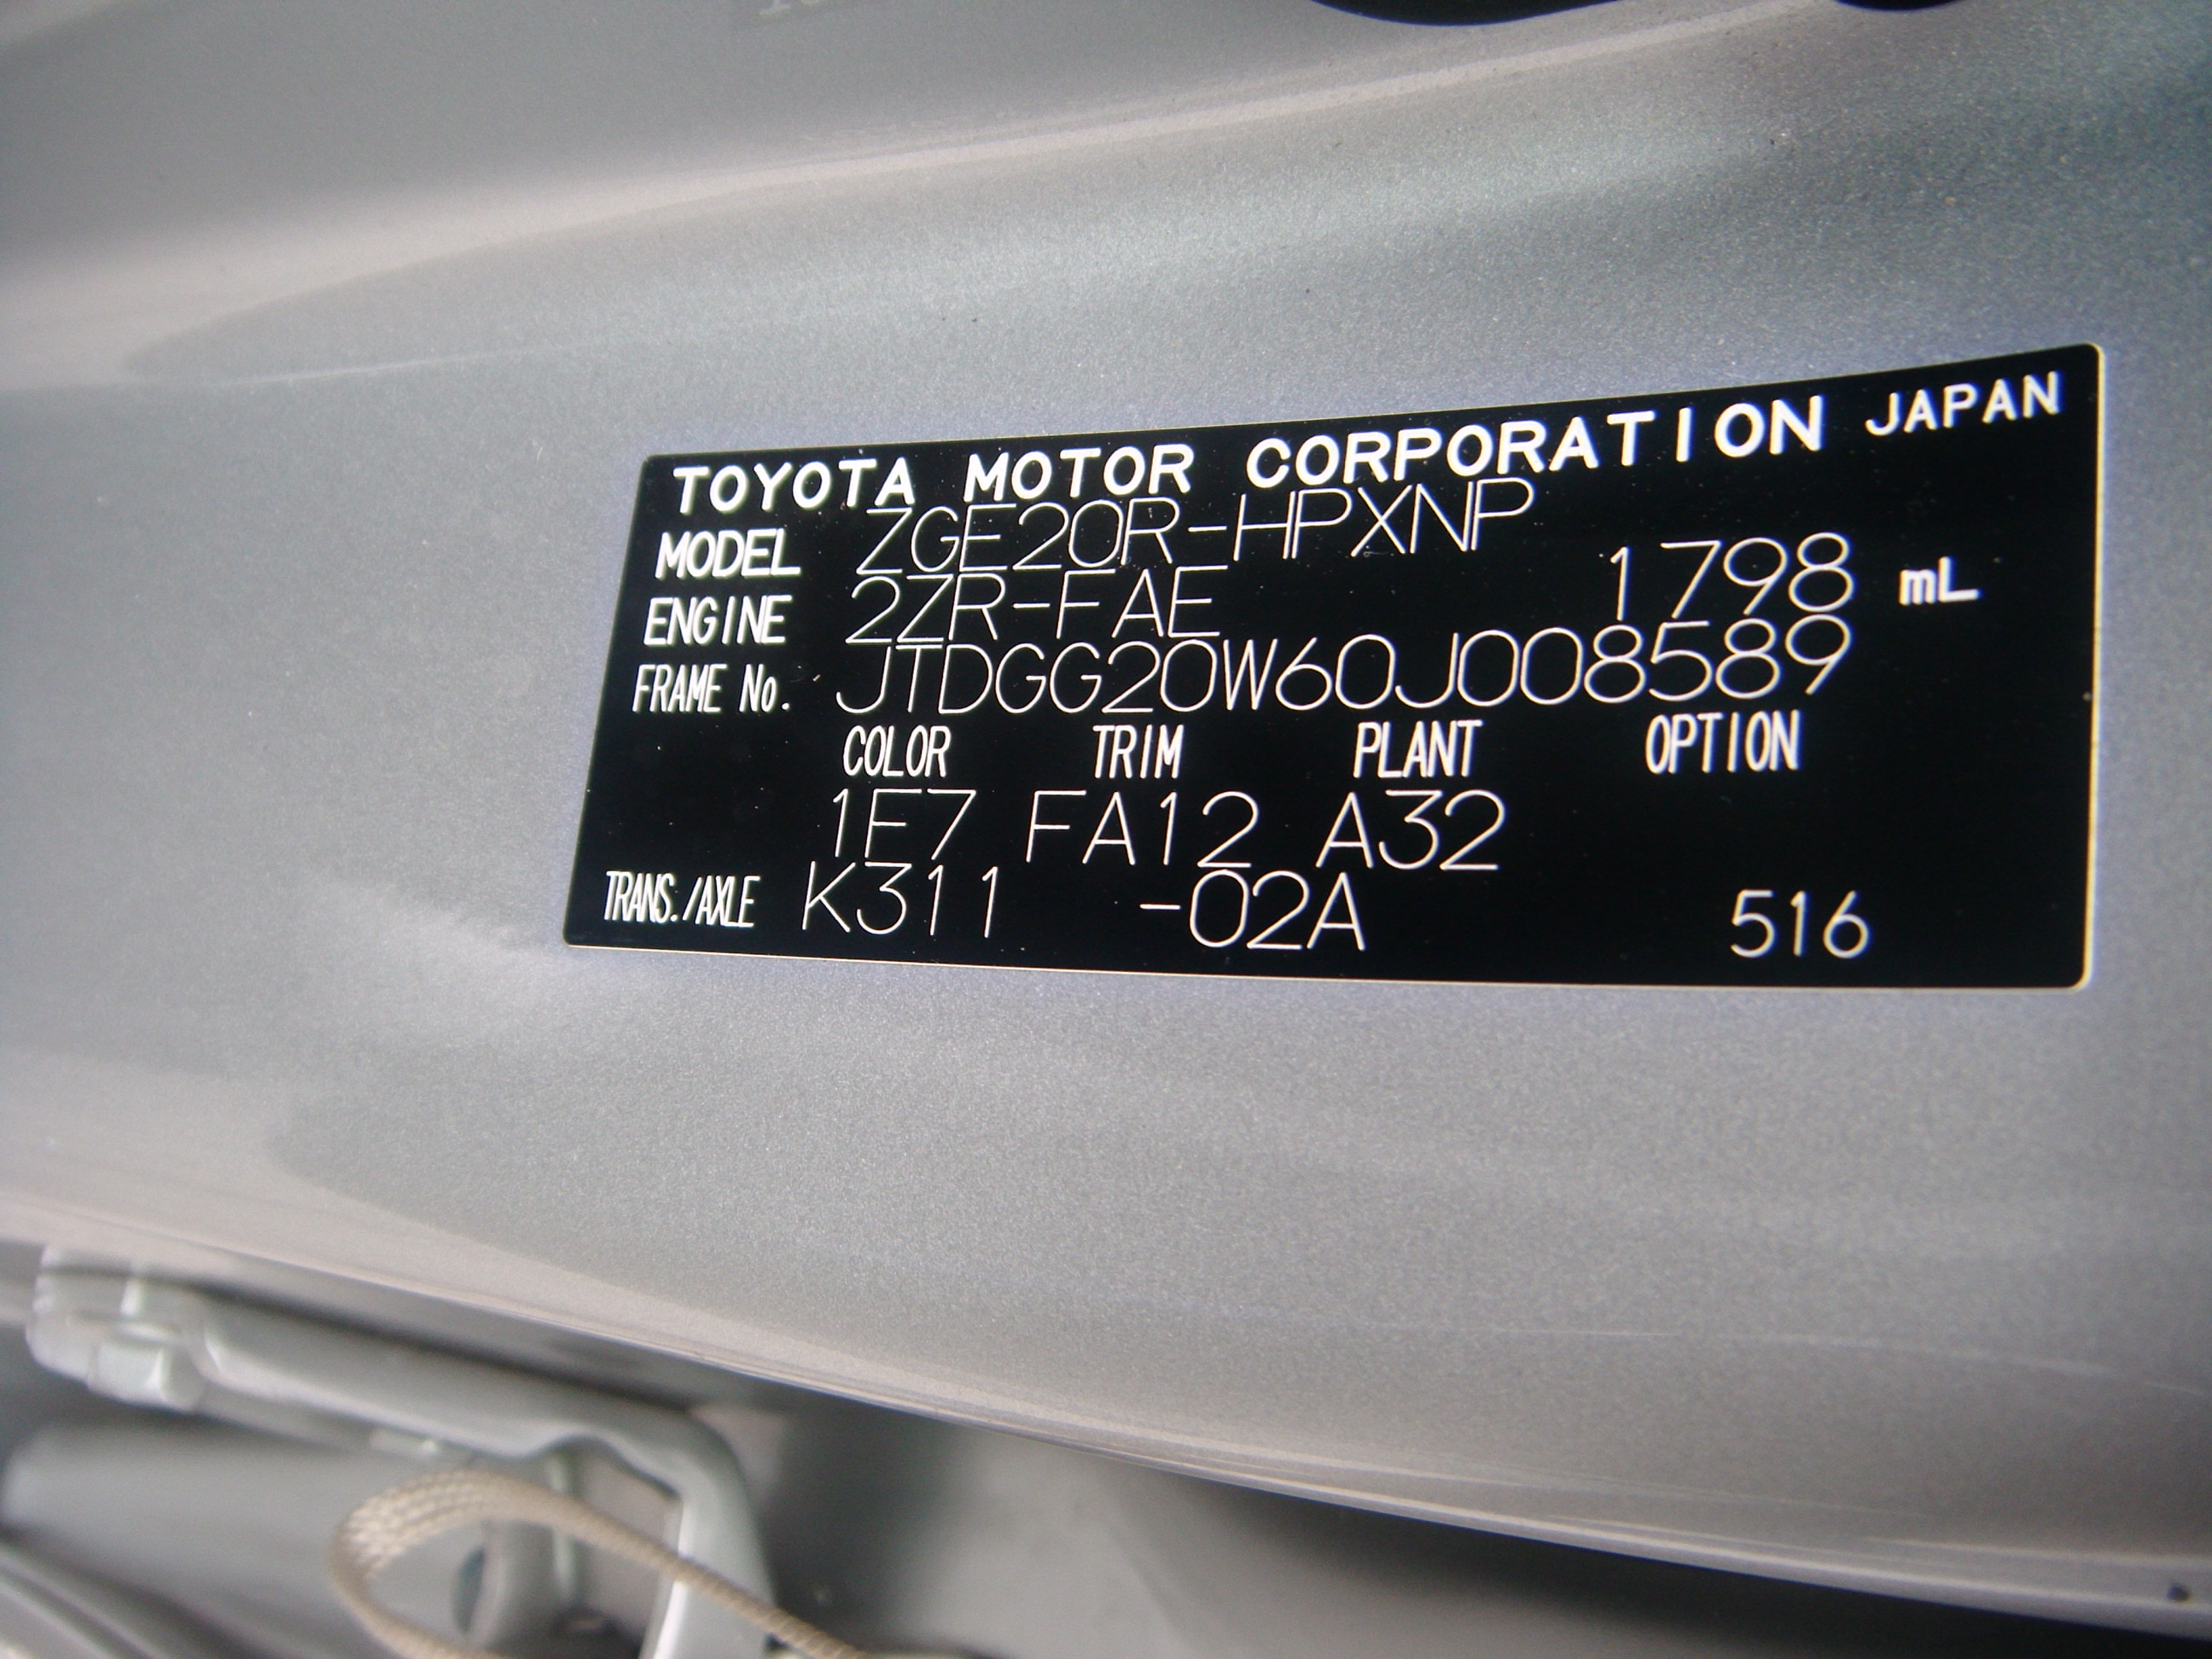 TOYOTA MOTOR CORPORATION JAPAN
MODEL ZGE20R-HPXNP
ENGINE 2ZR-FAE 1798 mL
FRAME No. JTDGG20W60J008589
COLOR TRIM PLANT OPTION
1E7 FA12 A32
TRANS./AXLE K311 -02A 516